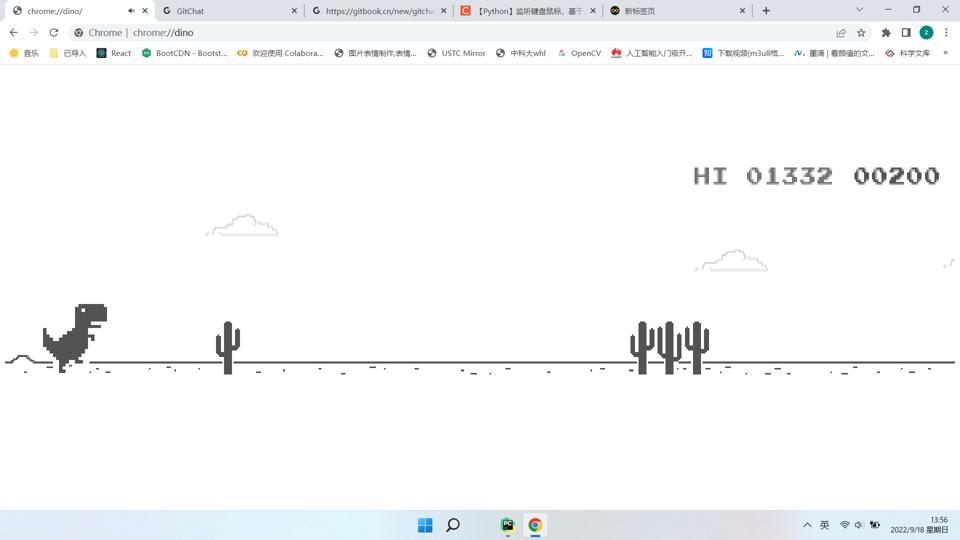 chrome://dino/
GitChat
https://gitbook.cn/new/gitcha
【Python】监听键盘鼠标，基于
新标签页
Chrome | chrome://dino
z
音乐
已导入
React
BootCDN - Bootst...
欢迎使用 Colabora...
图片表情制作,表情...
USTC Mirror
中科大whl
OpenCV
人工智能入门极开...
下载视频(m3u8格...
墨滴 | 看颜值的文...
科学文库
»
HI 01332 00200
英
13:56
2022/9/18 星期日